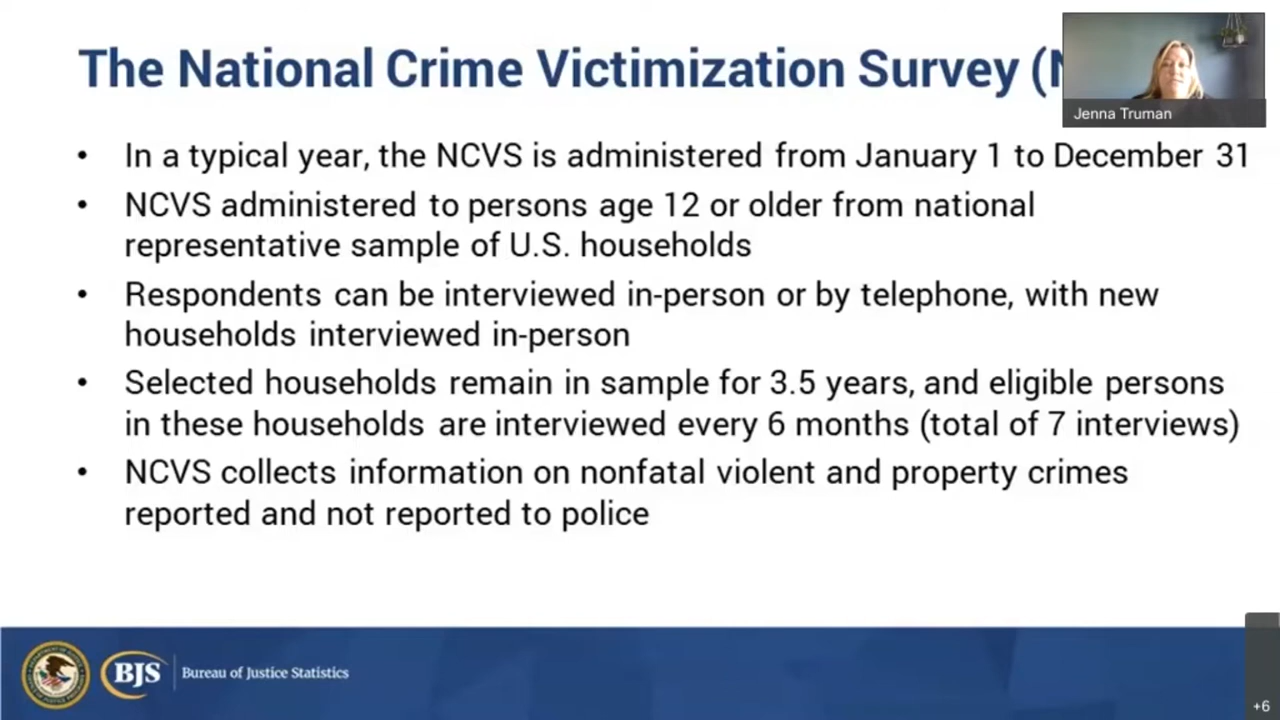 The National Crime Victimization Survey (N
Jenna Truman
• In a typical year, the NCVS is administered from January 1 to December 31
• NCVS administered to persons age 12 or older from national
representative sample of U.S. households
• Respondents can be interviewed in-person or by telephone, with new
households interviewed in-person
• Selected households remain in sample for 3.5 years, and eligible persons
in these households are interviewed every 6 months (total of 7 interviews)
• NCVS collects information on nonfatal violent and property crimes
reported and not reported to police
BJS
Bureau of Justice Statistics
+6